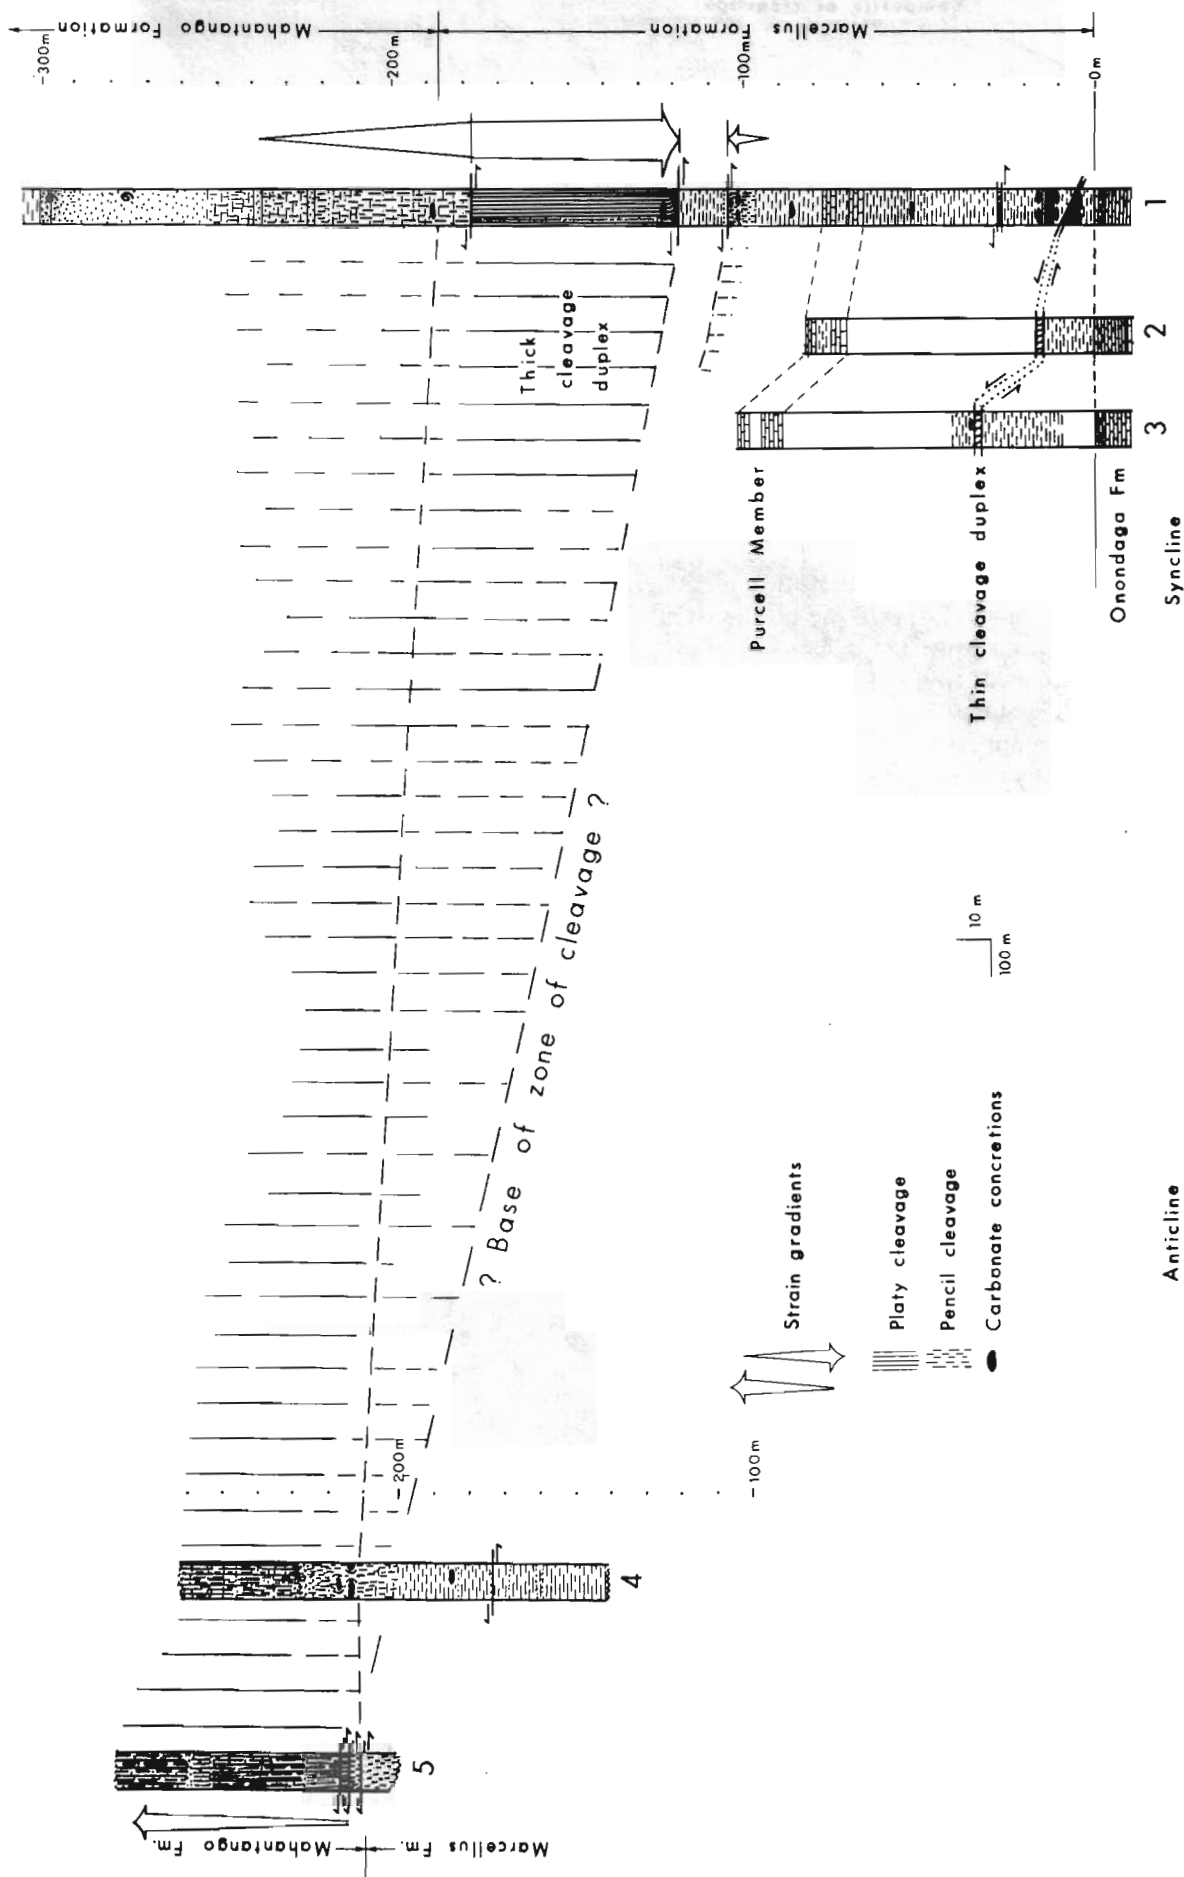 Mahantango Formation
Marcellus Formation
-300m
-200m
-100m
-0m
1
2
3
Thick
cleavage
duplex
Purcell Member
Thin cleavage duplex
Onondaga Fm
Syncline
? Base of zone of cleavage ?
10 m
100 m
Strain gradients
Platy cleavage
Pencil cleavage
Carbonate concretions
Anticline
-200m
-100m
4
5
Mahantango Fm.
Marcellus Fm.